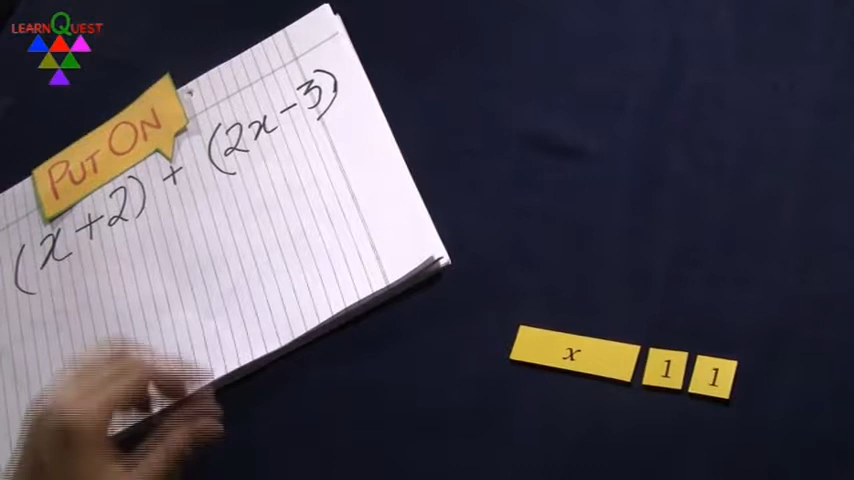 LEARNQUEST
PUT ON
(x+2) + (2x-3)
x 1 1